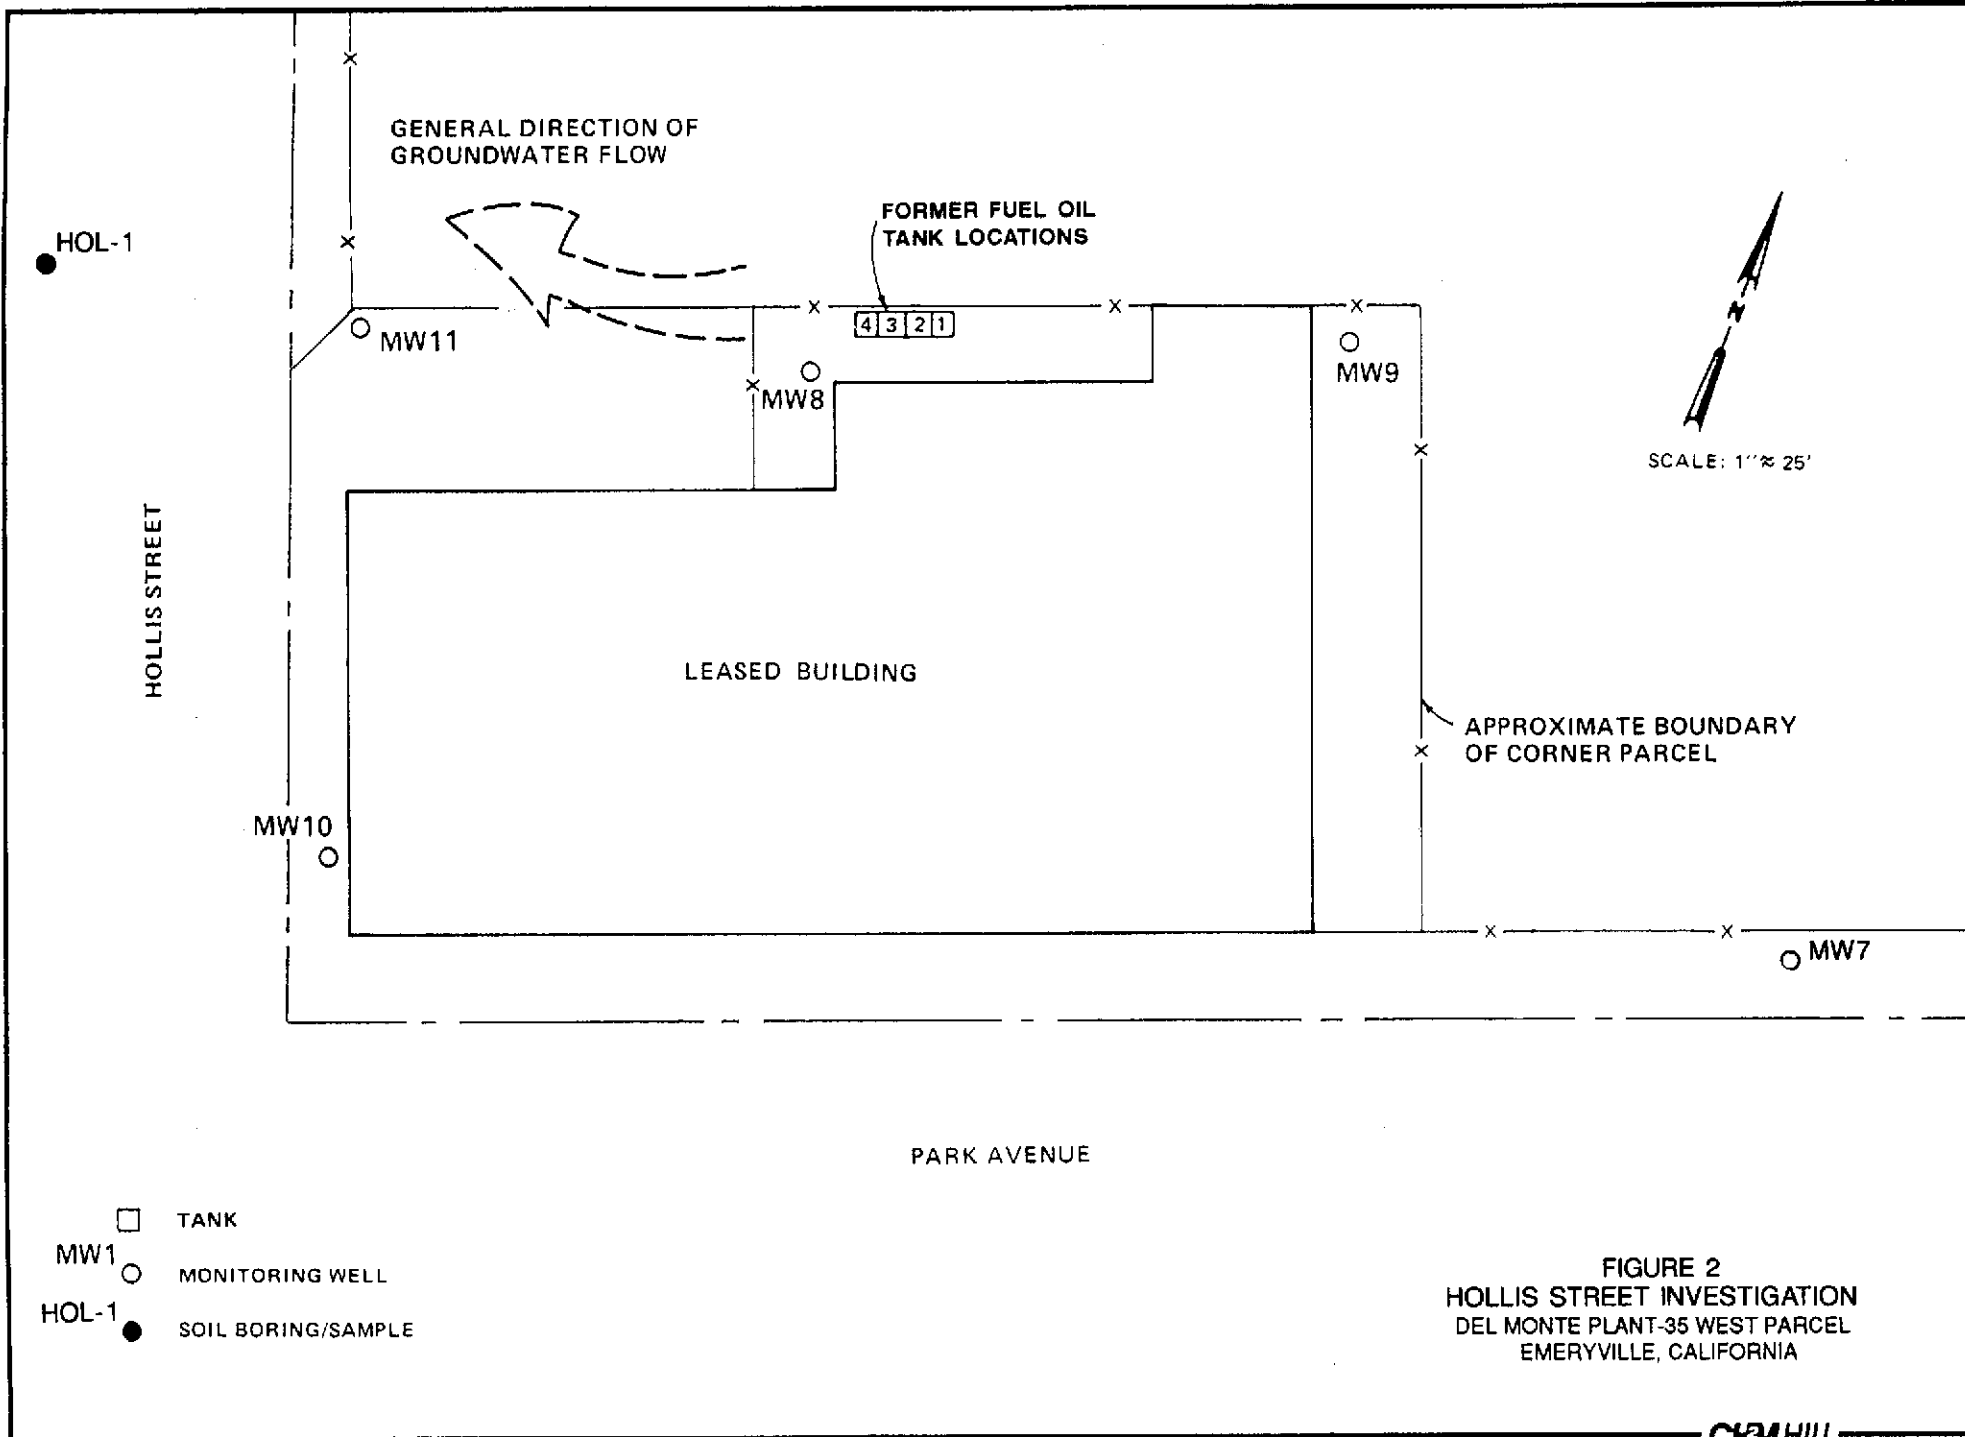 GENERAL DIRECTION OF
GROUNDWATER FLOW
FORMER FUEL OIL
TANK LOCATIONS
HOL-1
4 3 2 1
MW11
MW8
MW9
N
SCALE: 1"≈ 25'
HOLLIS STREET
LEASED BUILDING
APPROXIMATE BOUNDARY
OF CORNER PARCEL
MW10
MW7
PARK AVENUE
TANK
MW1
MONITORING WELL
HOL-1
SOIL BORING/SAMPLE
FIGURE 2
HOLLIS STREET INVESTIGATION
DEL MONTE PLANT-35 WEST PARCEL
EMERYVILLE, CALIFORNIA
CH2M HILL